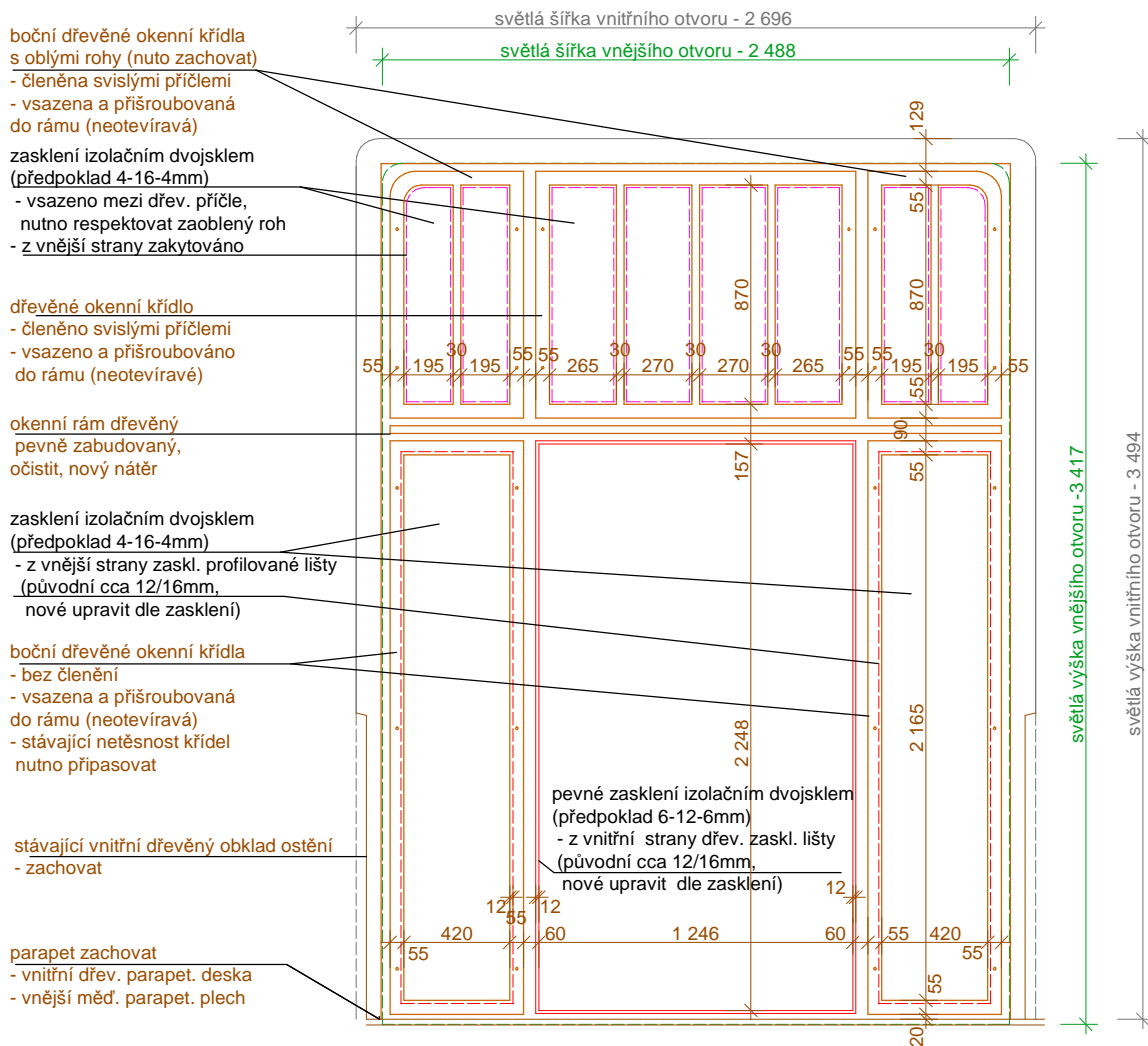 světlá šířka vnitřního otvoru - 2 696
světlá šířka vnějšího otvoru - 2 488
boční dřevěné okenní křídla
s oblými rohy (nuto zachovat)
- členěna svislými příčlemi
- vsazena a přišroubovaná
do rámu (neotevíravá)
zasklení izolačním dvojsklem
(předpoklad 4-16-4mm)
- vsazeno mezi dřev. příčle,
nutno respektovat zaoblený roh
- z vnější strany zakytováno
dřevěné okenní křídlo
- členěno svislými příčlemi
- vsazeno a přišroubováno
do rámu (neotevíravé)
okenní rám dřevěný
pevně zabudovaný,
očistit, nový nátěr
zasklení izolačním dvojsklem
(předpoklad 4-16-4mm)
- z vnější strany zaskl. profilované lišty
(původní cca 12/16mm,
nové upravit dle zasklení)
boční dřevěné okenní křídla
- bez členění
- vsazena a přišroubovaná
do rámu (neotevíravá)
- stávající netěsnost křídel
nutno připasovat
stávající vnitřní dřevěný obklad ostění
- zachovat
parapet zachovat
- vnitřní dřev. parapet. deska
- vnější měď. parapet. plech
129
55
870
870
55 195 30 195 55 55 265 30 270 30 270 30 265 55 55 195 30 195 55
55
90
157
55
2 248
2 165
pevné zasklení izolačním dvojsklem
(předpoklad 6-12-6mm)
- z vnitřní strany dřev. zaskl. lišty
(původní cca 12/16mm,
nové upravit dle zasklení)
12 12 12
55
420 60 1 246 60 55 420
55 55
55
20
světlá výška vnějšího otvoru -3 417
světlá výška vnitřního otvoru - 3 494